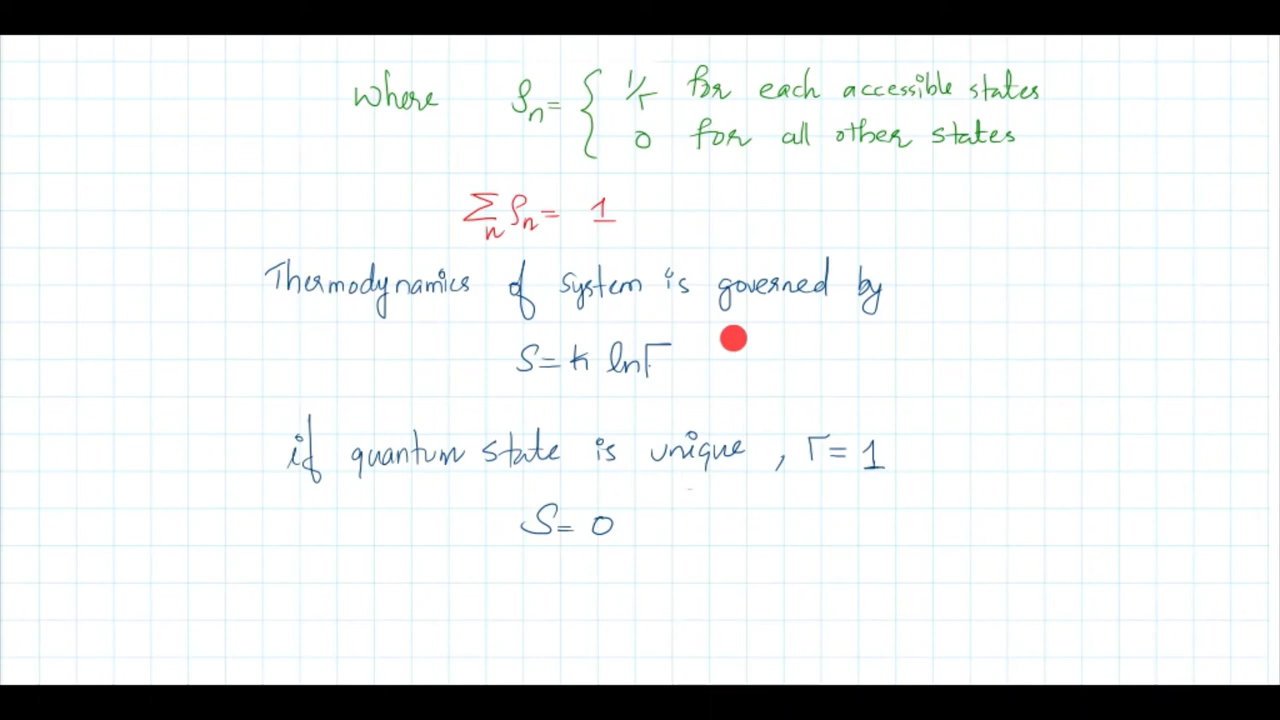 where ρn = { 1/Γ for each accessible states
0 for all other states
∑n ρn = 1
Thermodynamics of system is governed by
S = k lnΓ
if quantum state is unique, Γ = 1
S = 0